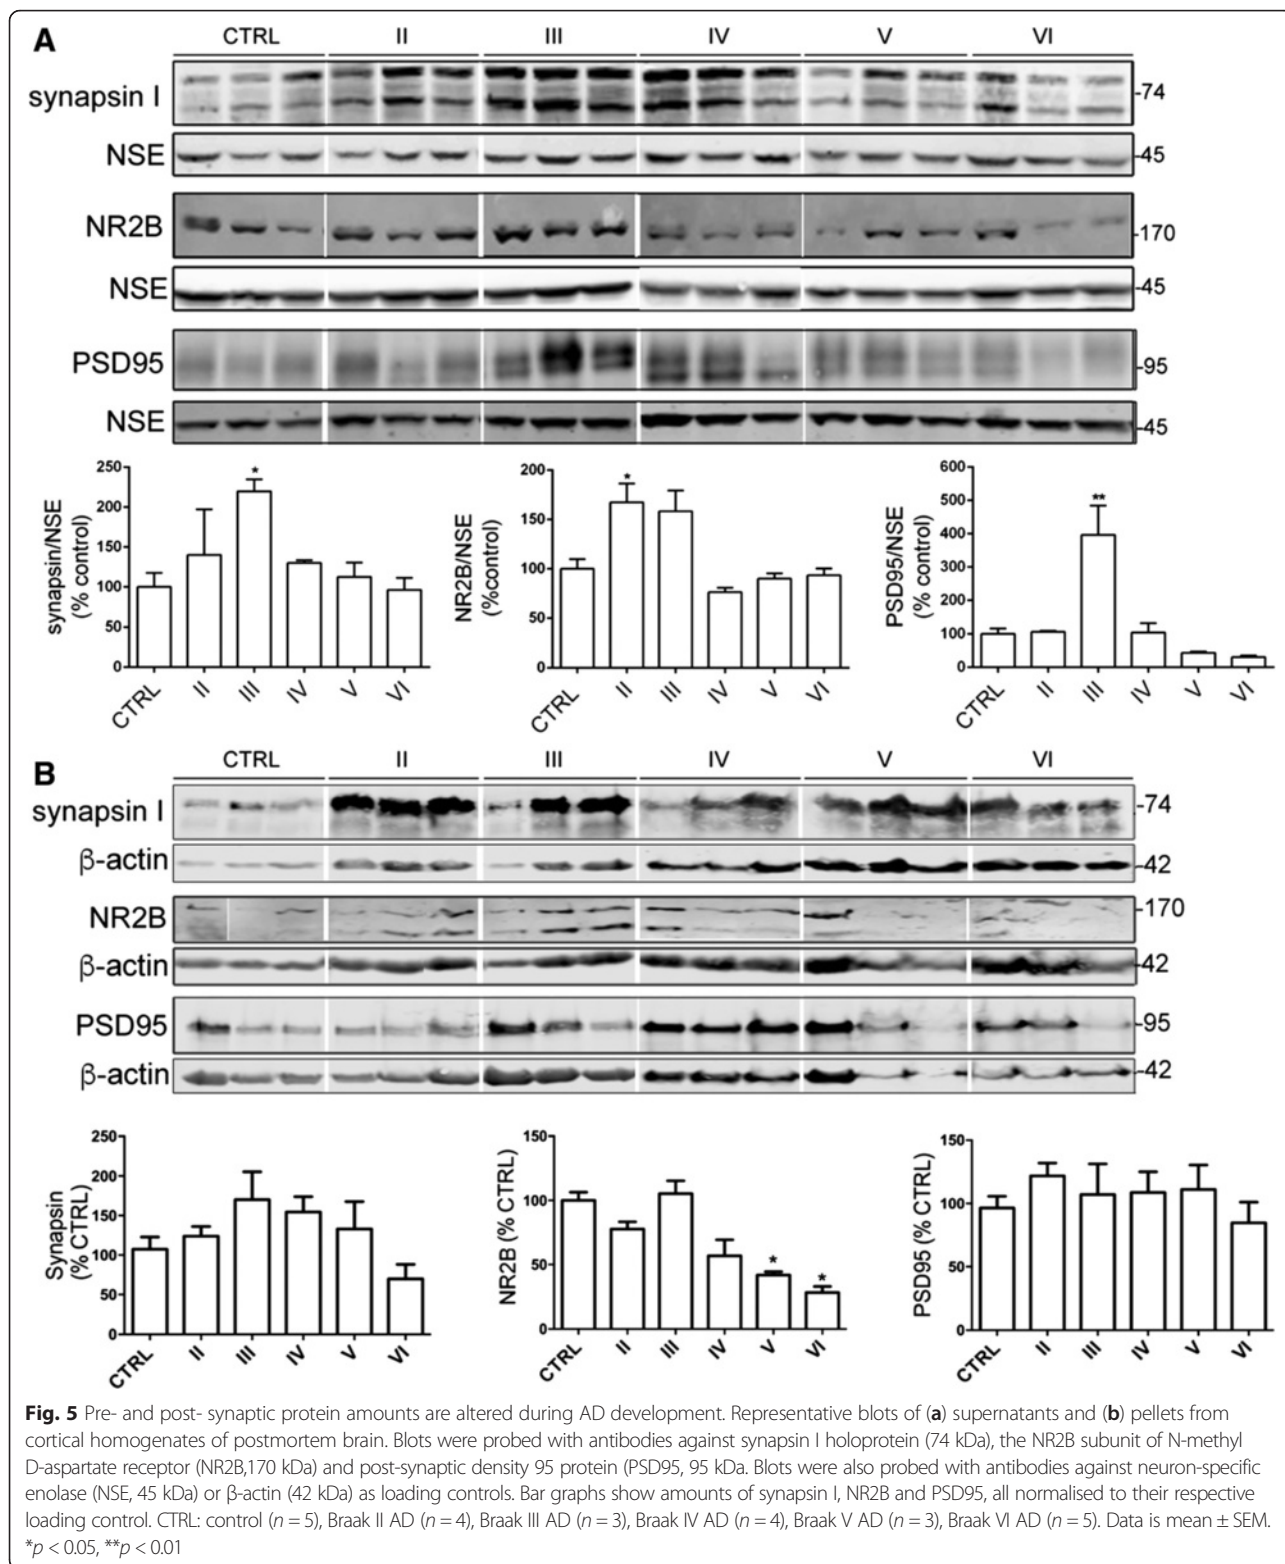 A
CTRL II III IV V VI
synapsin I -74
NSE -45
NR2B -170
NSE -45
PSD95 -95
NSE -45
synapsin/NSE
(% control)
250
200
150
100
50
0
*
CTRL II III IV V VI
NR2B/NSE
(%control)
200
150
100
50
0
*
CTRL II III IV V VI
PSD95/NSE
(% control)
600
500
400
300
200
100
0
**
CTRL II III IV V VI
B
CTRL II III IV V VI
synapsin I -74
β-actin -42
NR2B -170
β-actin -42
PSD95 -95
β-actin -42
Synapsin
(% CTRL)
250
200
150
100
50
0
CTRL II III IV V VI
NR2B (% CTRL)
150
100
50
0
* *
CTRL II III IV V VI
PSD95 (% CTRL)
150
100
50
0
CTRL II III IV V VI
Fig. 5 Pre- and post- synaptic protein amounts are altered during AD development. Representative blots of (a) supernatants and (b) pellets from
cortical homogenates of postmortem brain. Blots were probed with antibodies against synapsin I holoprotein (74 kDa), the NR2B subunit of N-methyl
D-aspartate receptor (NR2B,170 kDa) and post-synaptic density 95 protein (PSD95, 95 kDa. Blots were also probed with antibodies against neuron-specific
enolase (NSE, 45 kDa) or β-actin (42 kDa) as loading controls. Bar graphs show amounts of synapsin I, NR2B and PSD95, all normalised to their respective
loading control. CTRL: control (n = 5), Braak II AD (n = 4), Braak III AD (n = 3), Braak IV AD (n = 4), Braak V AD (n = 3), Braak VI AD (n = 5). Data is mean ± SEM.
*p < 0.05, **p < 0.01